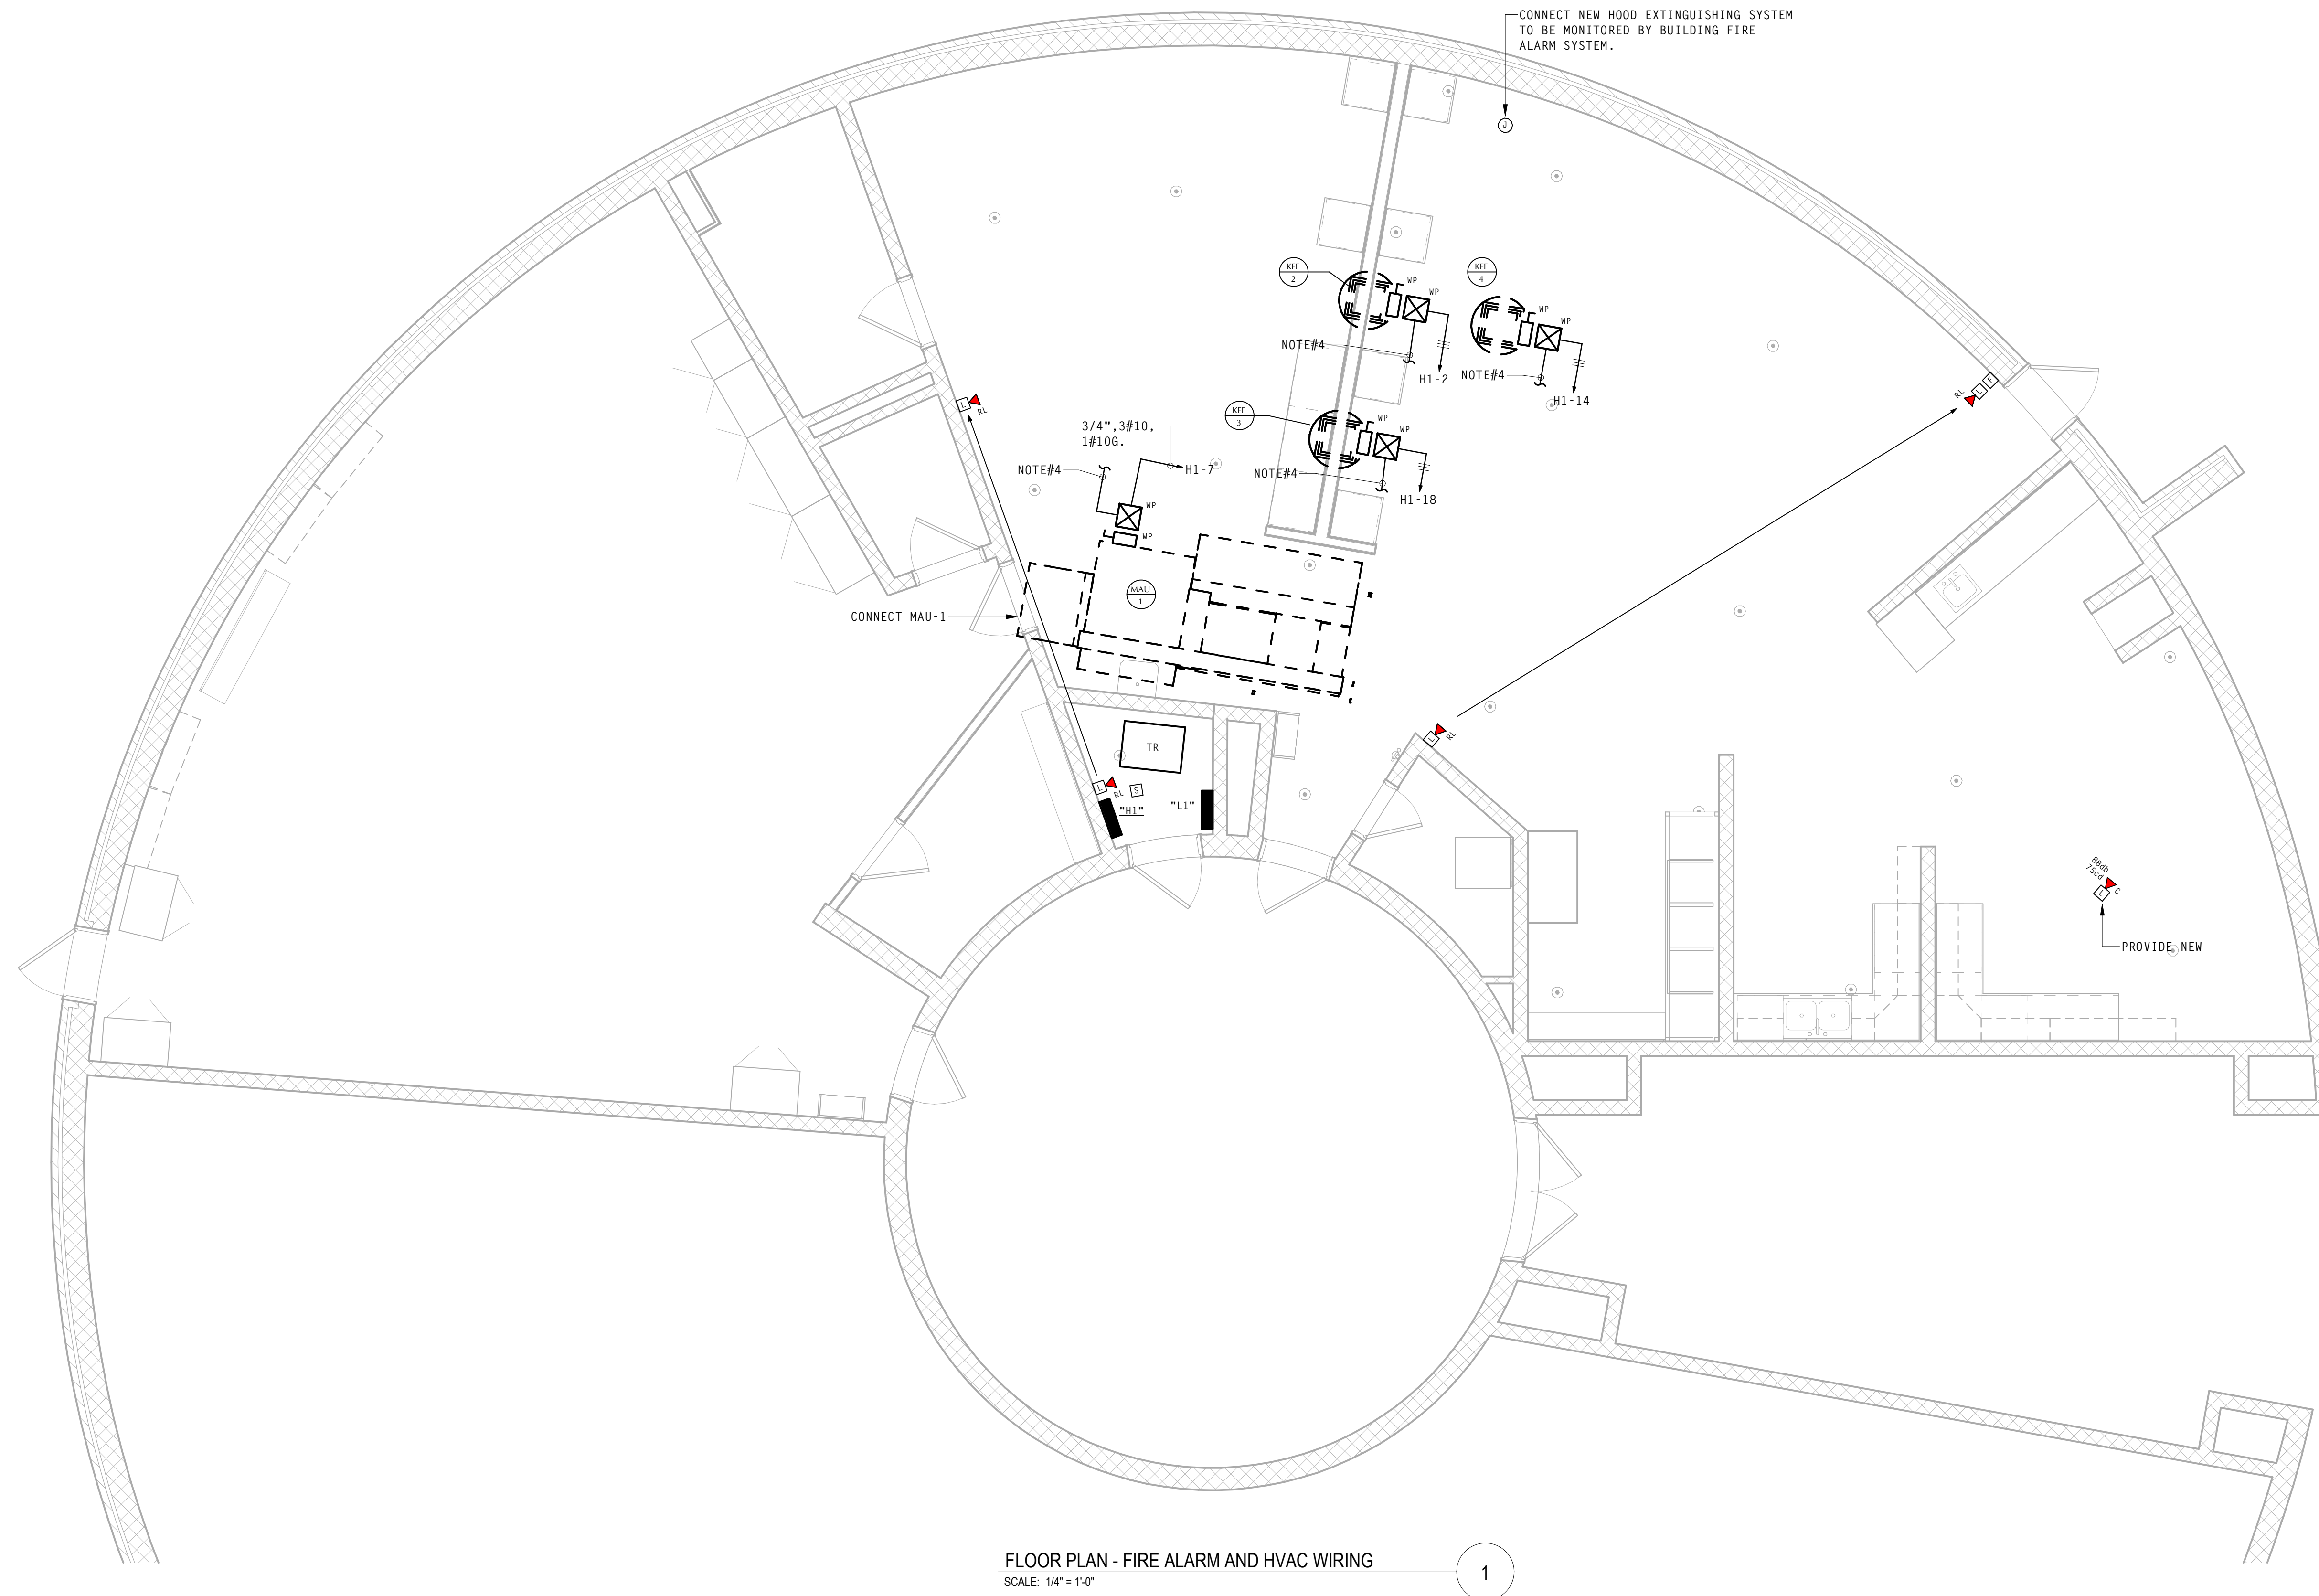 CONNECT NEW HOOD EXTINGUISHING SYSTEM
TO BE MONITORED BY BUILDING FIRE
ALARM SYSTEM.
J
KEF
2
WP
WP
NOTE#4
H1-2
KEF
4
WP
WP
NOTE#4
H1-14
RL
L
F
L
RL
KEF
3
WP
WP
NOTE#4
H1-18
3/4",3#10,
1#10G.
NOTE#4
H1-7
WP
WP
MAU
1
CONNECT MAU-1
TR
L
RL
L
RL
S
"H1"
"L1"
88db
75cd
L
C
PROVIDE NEW
FLOOR PLAN - FIRE ALARM AND HVAC WIRING
SCALE: 1/4" = 1'-0"
1